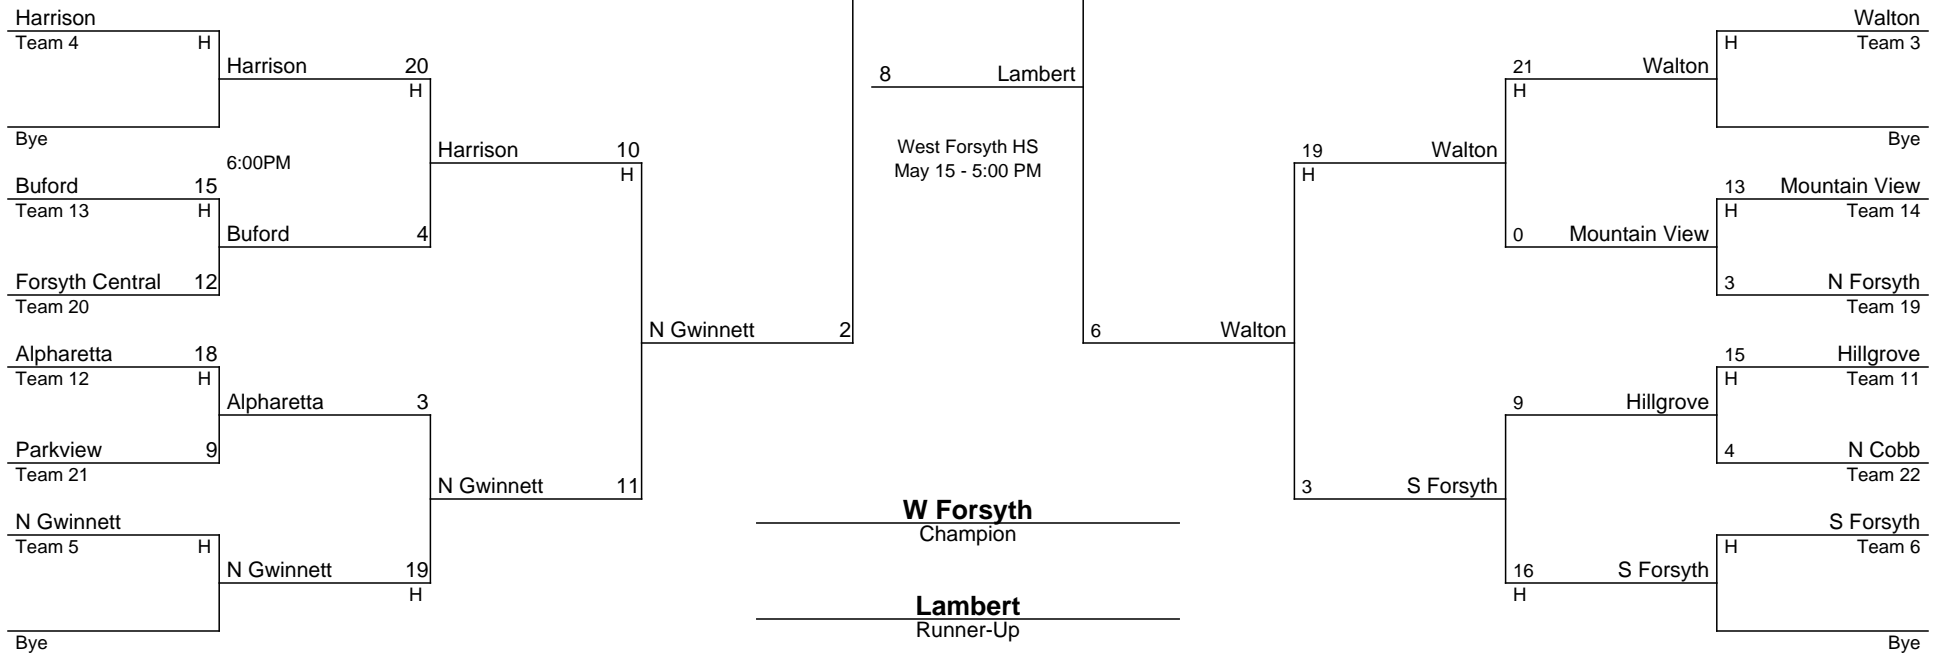 Harrison
Team 4 H
Bye
Harrison 20
H
6:00PM
Buford 15
Team 13 H
Forsyth Central 12
Team 20
Buford 4
Harrison 10
H
Alpharetta 18
Team 12 H
Parkview 9
Team 21
Alpharetta 3
N Gwinnett
Team 5 H
Bye
N Gwinnett 19
H
N Gwinnett 11
N Gwinnett 2
8 Lambert
West Forsyth HS
May 15 - 5:00 PM
6 Walton
W Forsyth
Champion
Lambert
Runner-Up
19 Walton
H
3 S Forsyth
21 Walton
H
0 Mountain View
9 Hillgrove
16 S Forsyth
H
Walton
H Team 3
Bye
13 Mountain View
H Team 14
3 N Forsyth
Team 19
15 Hillgrove
H Team 11
4 N Cobb
Team 22
S Forsyth
H Team 6
Bye